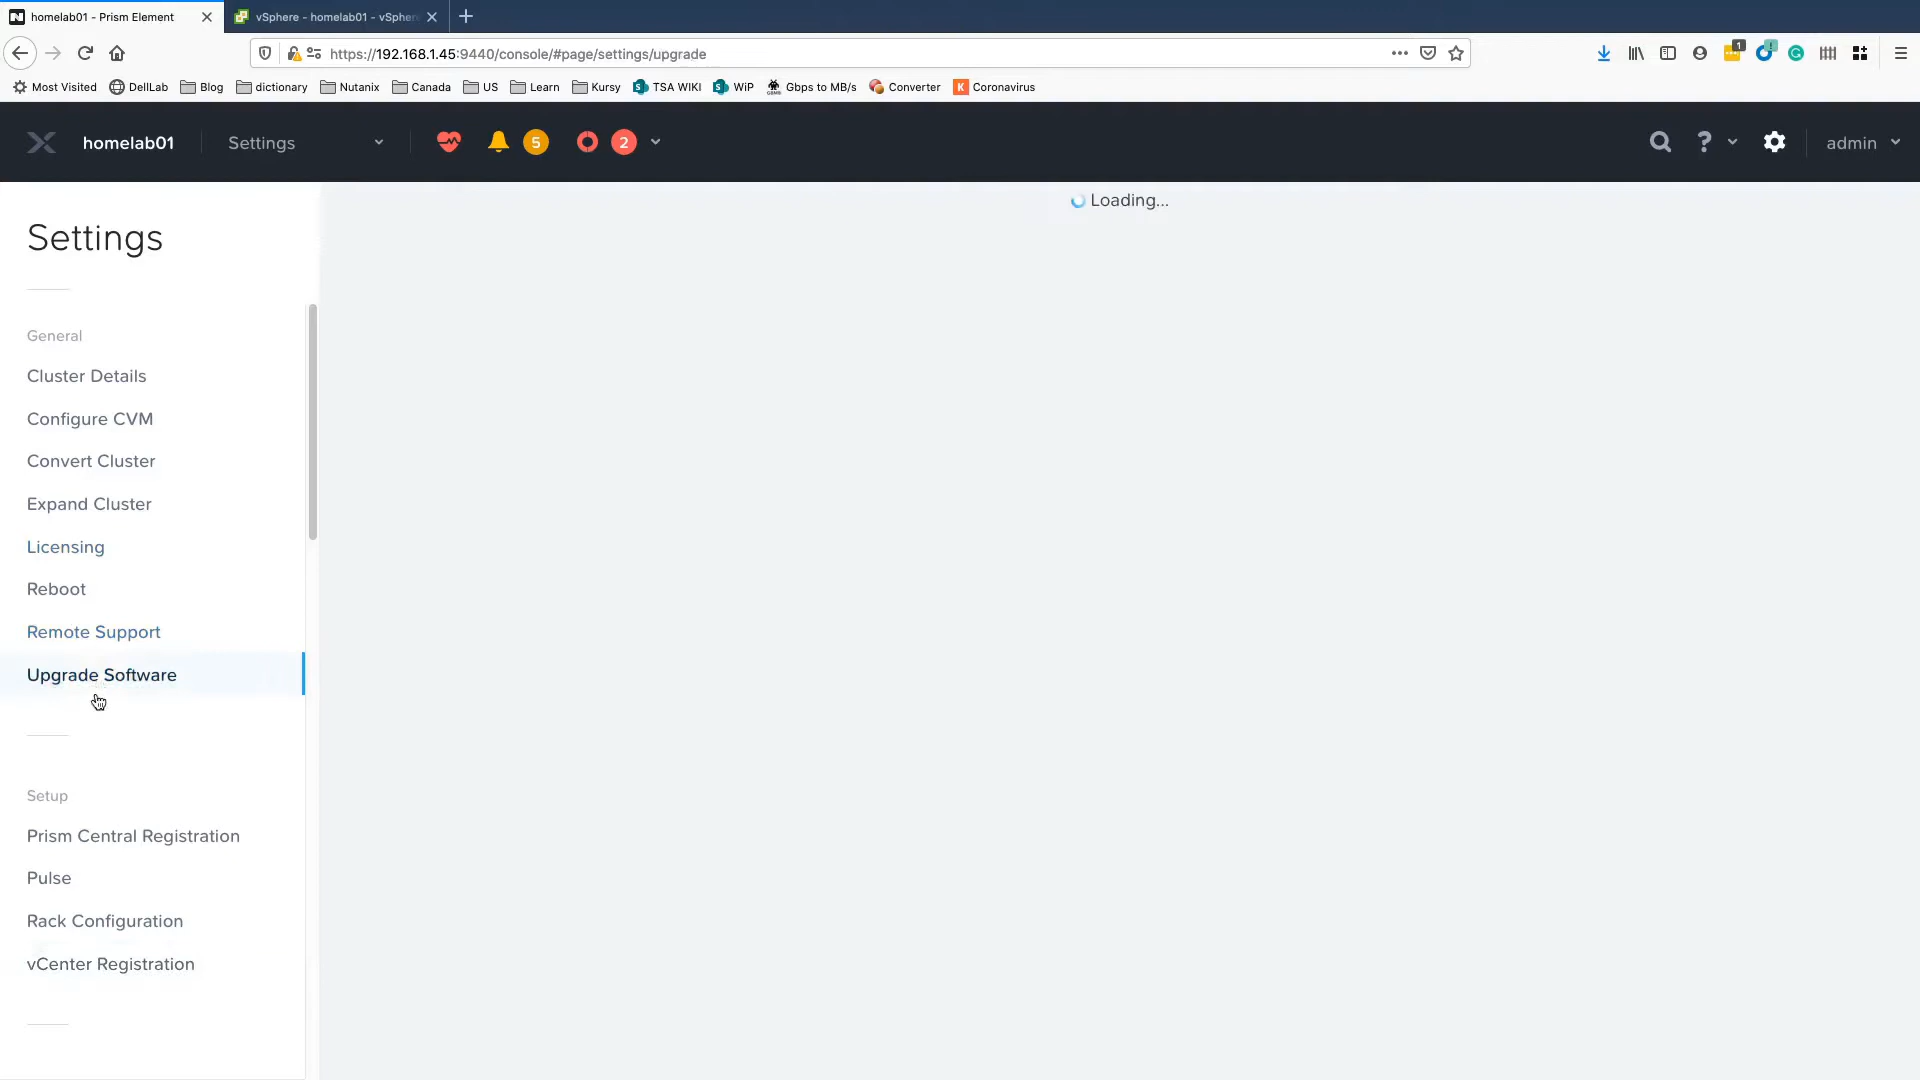 homelab01 - Prism Element
vSphere - homelab01 - vSpher
https://192.168.1.45:9440/console/#page/settings/upgrade
1
Most Visited
DellLab
Blog
dictionary
Nutanix
Canada
US
Learn
Kursy
TSA WIKI
WiP
Gbps to MB/s
Converter
Coronavirus
homelab01
Settings
5
2
?
admin
Loading...
Settings
General
Cluster Details
Configure CVM
Convert Cluster
Expand Cluster
Licensing
Reboot
Remote Support
Upgrade Software
Setup
Prism Central Registration
Pulse
Rack Configuration
vCenter Registration